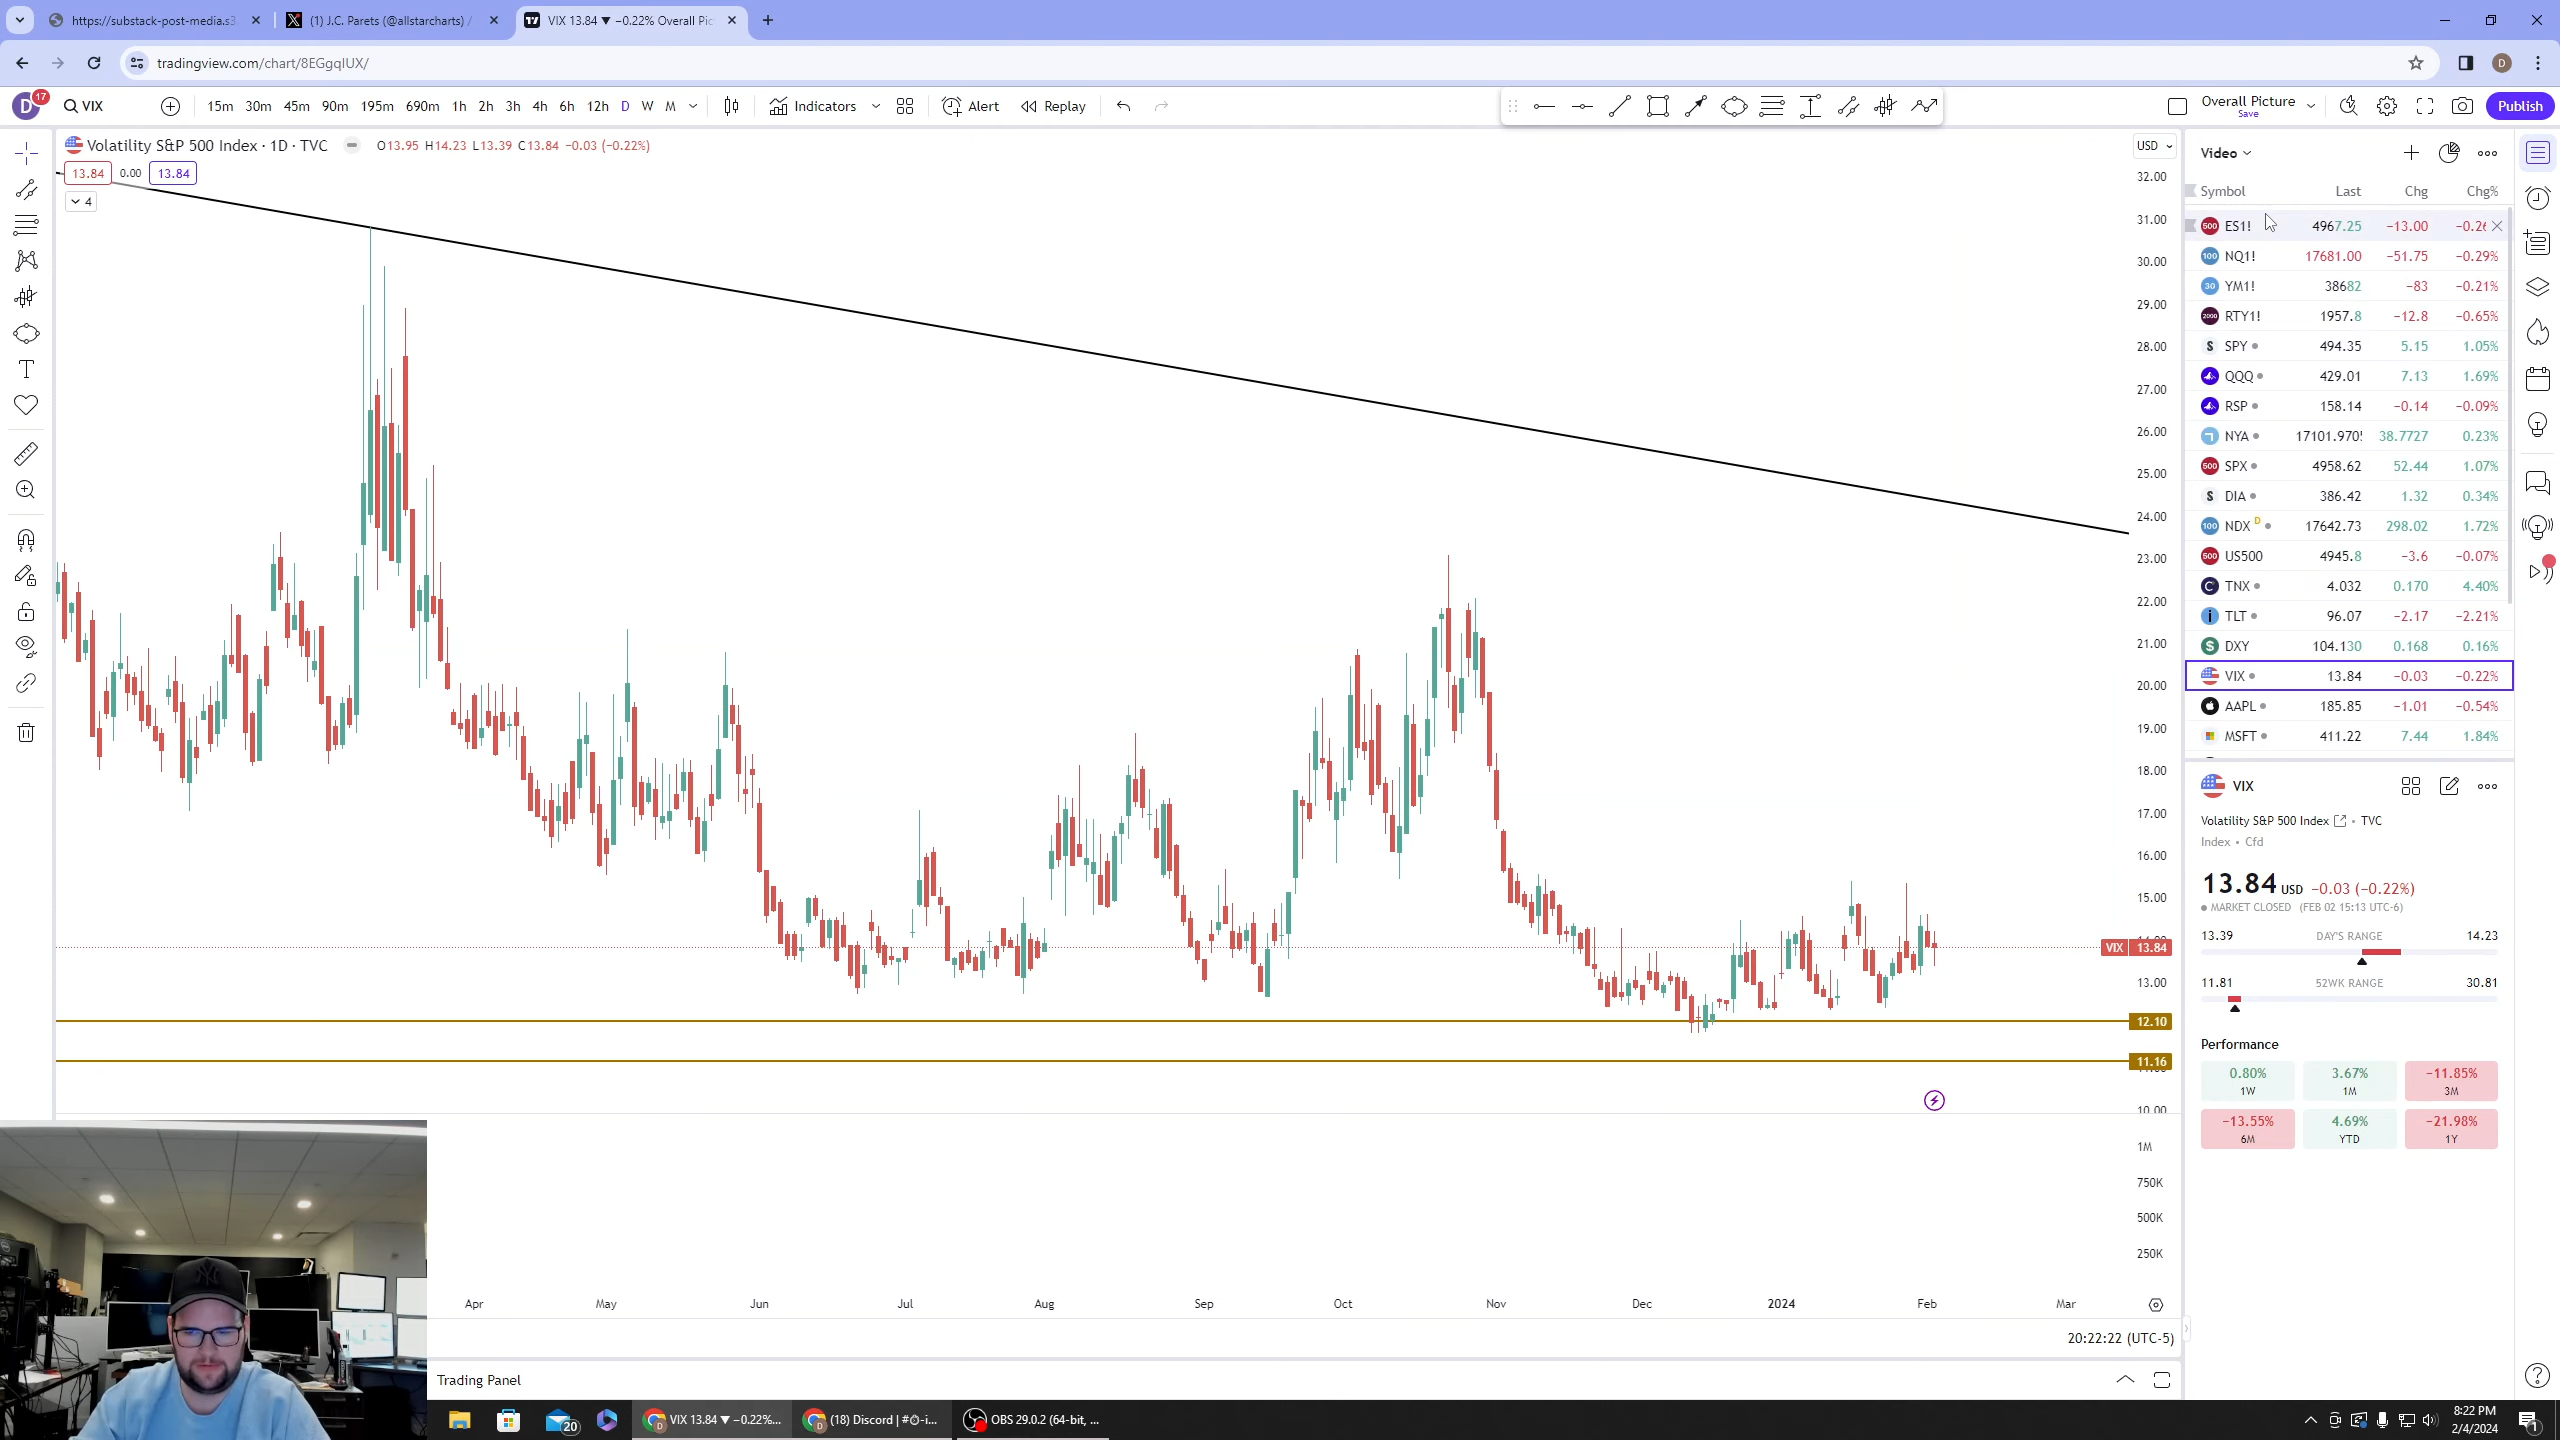 https://substack-post-media.s3.
(1) J.C. Parets (@allstarcharts) /
VIX 13.84 ▼ −0.22% Overall Pic
tradingview.com/chart/8EGgqIUX/
D
D
17
VIX
15m 30m 45m 90m 195m 690m 1h 2h 3h 4h 6h 12h D W M
Indicators
Alert
Replay
Overall Picture
Save
Publish
Volatility S&P 500 Index · 1D · TVC
O13.95 H14.23 L13.39 C13.84 −0.03 (−0.22%)
13.84 0.00 13.84
4
USD
32.00
31.00
30.00
29.00
28.00
27.00
26.00
25.00
24.00
23.00
22.00
21.00
20.00
19.00
18.00
17.00
16.00
15.00
VIX 13.84
13.00
12.10
11.16
10.00
1M
750K
500K
250K
Apr May Jun Jul Aug Sep Oct Nov Dec 2024 Feb Mar
20:22:22 (UTC-5)
Trading Panel
Video
Symbol Last Chg Chg%
500 ES1! 4967.25 −13.00 −0.26
100 NQ1! 17681.00 −51.75 −0.29%
30 YM1! 38682 −83 −0.21%
2000 RTY1! 1957.8 −12.8 −0.65%
SPY 494.35 5.15 1.05%
QQQ 429.01 7.13 1.69%
RSP 158.14 −0.14 −0.09%
NYA 17101.970 38.7727 0.23%
500 SPX 4958.62 52.44 1.07%
DIA 386.42 1.32 0.34%
100 NDX D 17642.73 298.02 1.72%
500 US500 4945.8 −3.6 −0.07%
TNX 4.032 0.170 4.40%
TLT 96.07 −2.17 −2.21%
DXY 104.130 0.168 0.16%
VIX 13.84 −0.03 −0.22%
AAPL 185.85 −1.01 −0.54%
MSFT 411.22 7.44 1.84%
VIX
Volatility S&P 500 Index • TVC
Index • Cfd
13.84 USD −0.03 (−0.22%)
MARKET CLOSED (FEB 02 15:13 UTC-6)
13.39 DAY'S RANGE 14.23
11.81 52WK RANGE 30.81
Performance
0.80% 3.67% −11.85%
1W 1M 3M
−13.55% 4.69% −21.98%
6M YTD 1Y
20
VIX 13.84 ▼ −0.22%...
OBS 29.0.2 (64-bit, ...
8:22 PM
2/4/2024
1